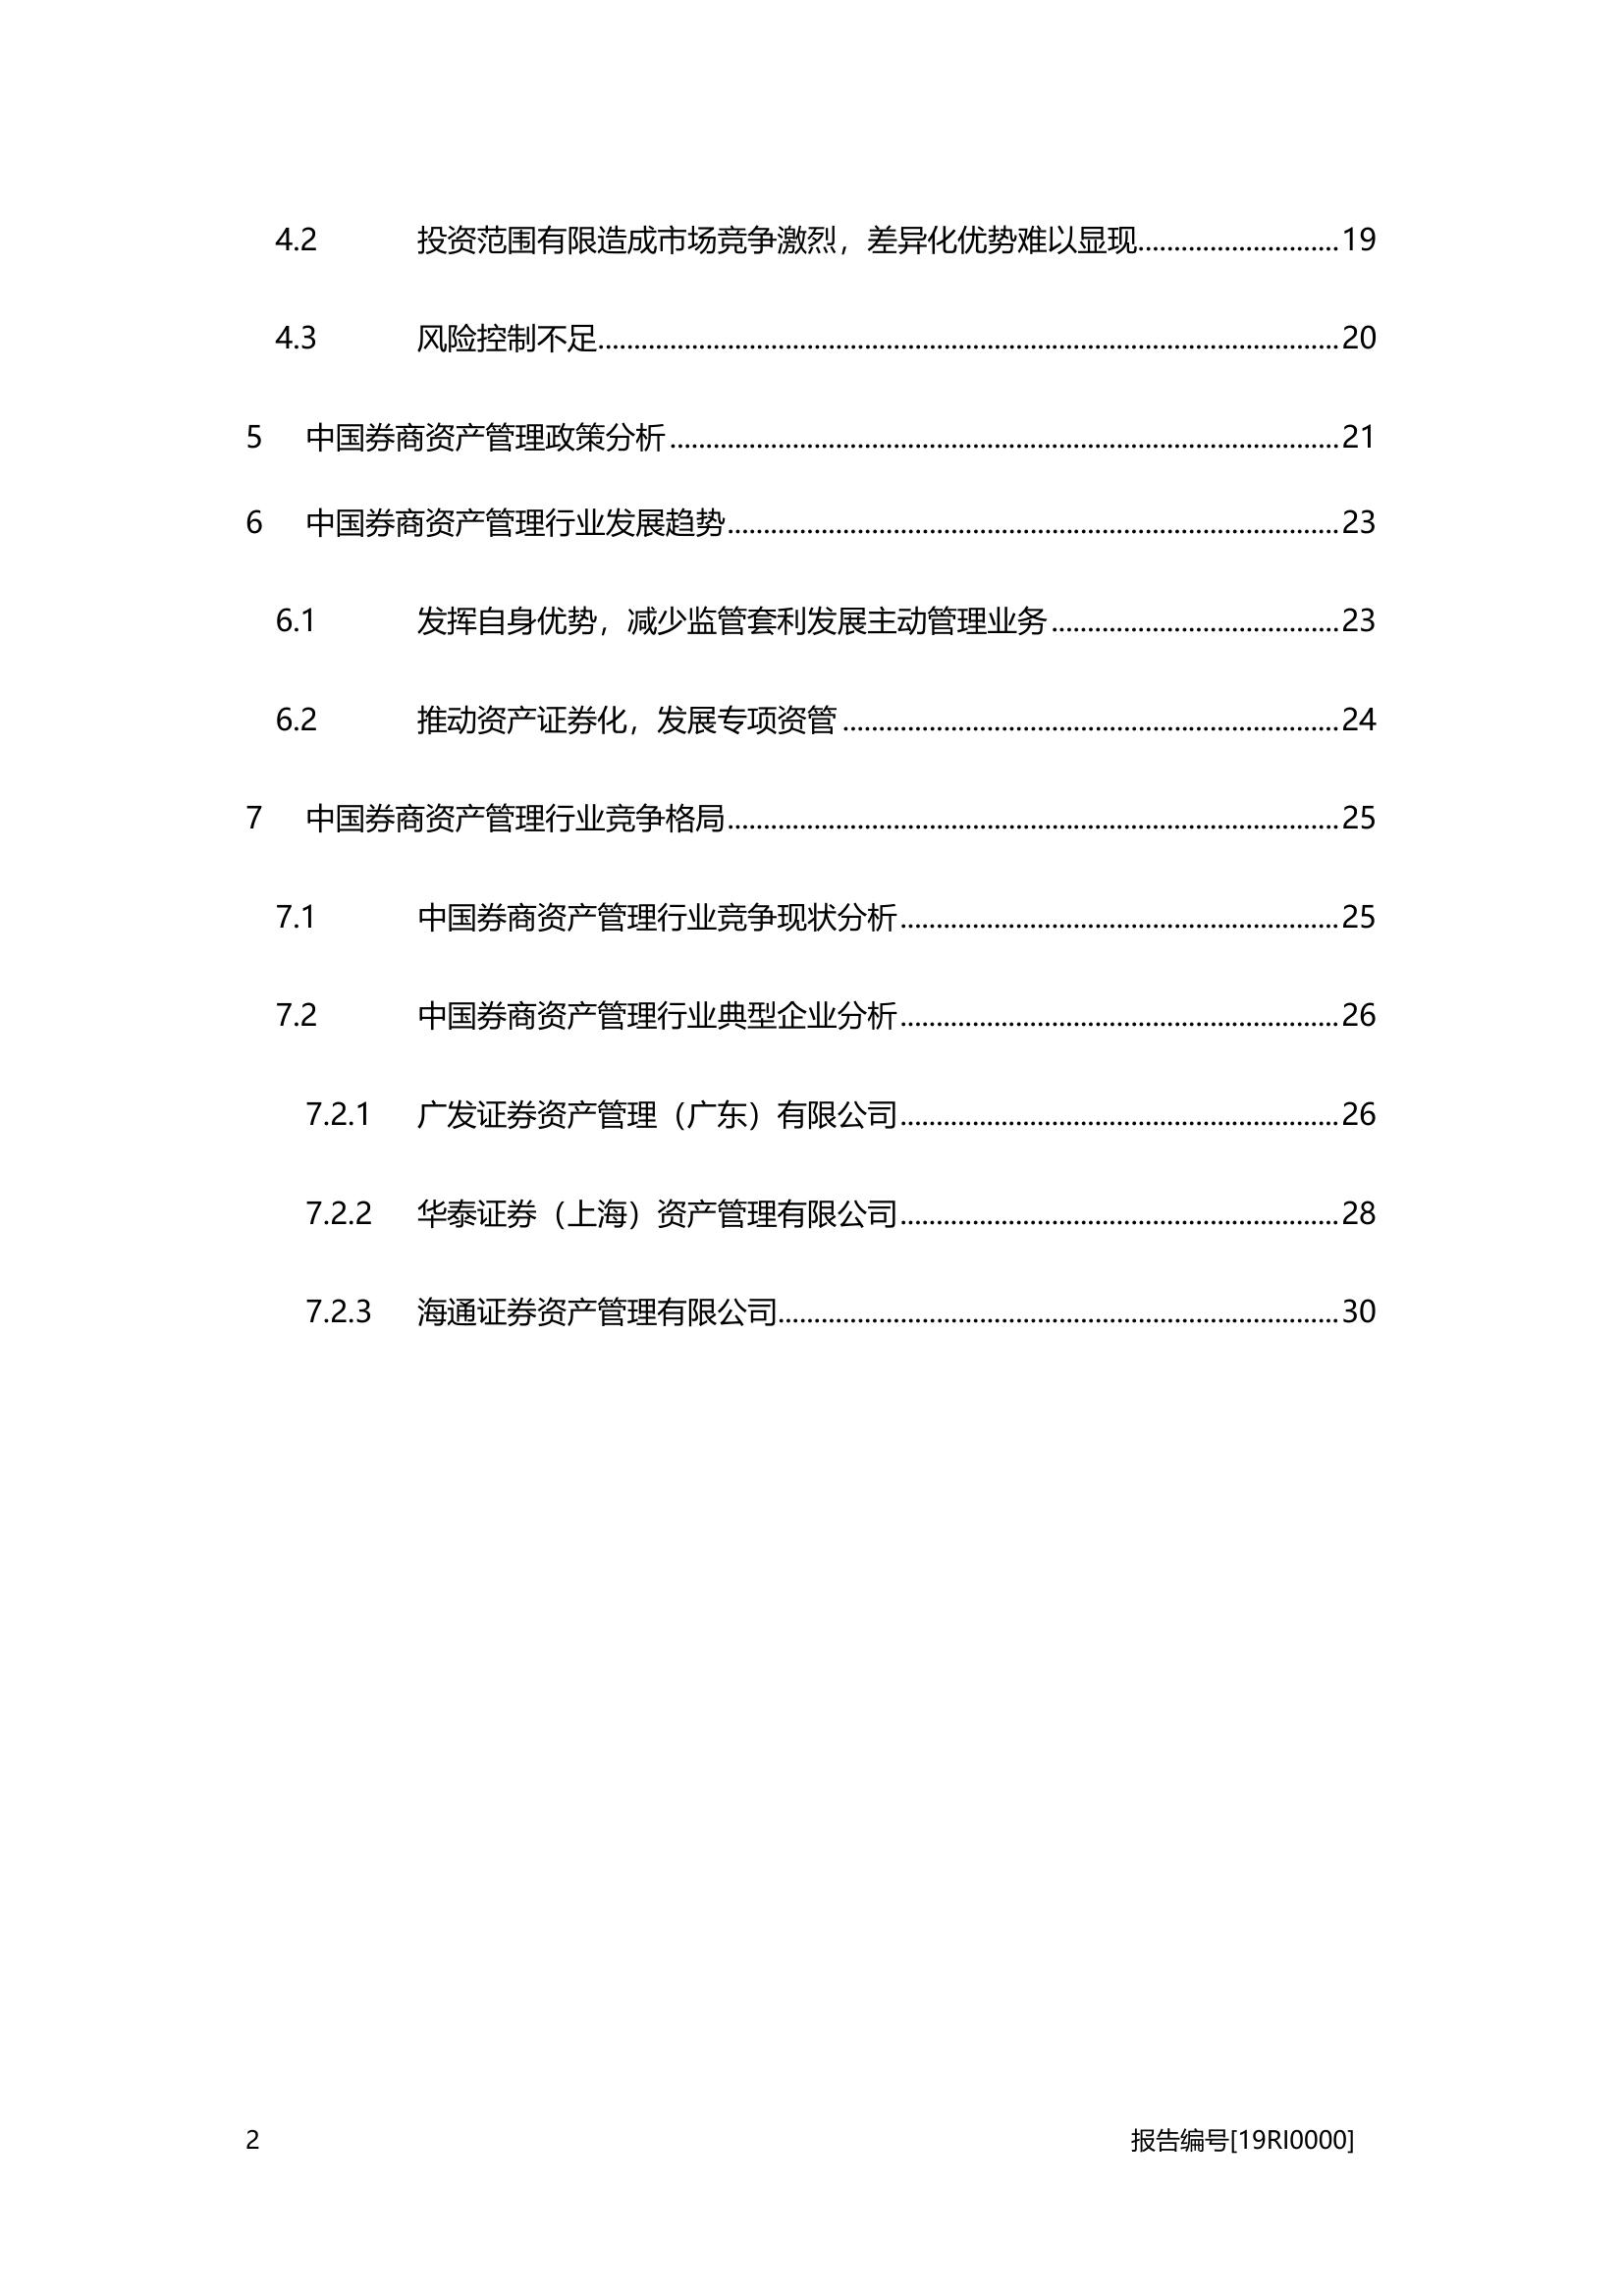 4.2 投资范围有限造成市场竞争激烈，差异化优势难以显现............................19
4.3 风险控制不足........................................................................................................20
5 中国券商资产管理政策分析..............................................................................................21
6 中国券商资产管理行业发展趋势......................................................................................23
6.1 发挥自身优势，减少监管套利发展主动管理业务........................................23
6.2 推动资产证券化，发展专项资管.....................................................................24
7 中国券商资产管理行业竞争格局......................................................................................25
7.1 中国券商资产管理行业竞争现状分析.............................................................25
7.2 中国券商资产管理行业典型企业分析.............................................................26
7.2.1 广发证券资产管理（广东）有限公司.............................................................26
7.2.2 华泰证券（上海）资产管理有限公司.............................................................28
7.2.3 海通证券资产管理有限公司..............................................................................30
2 报告编号[19RI0000]